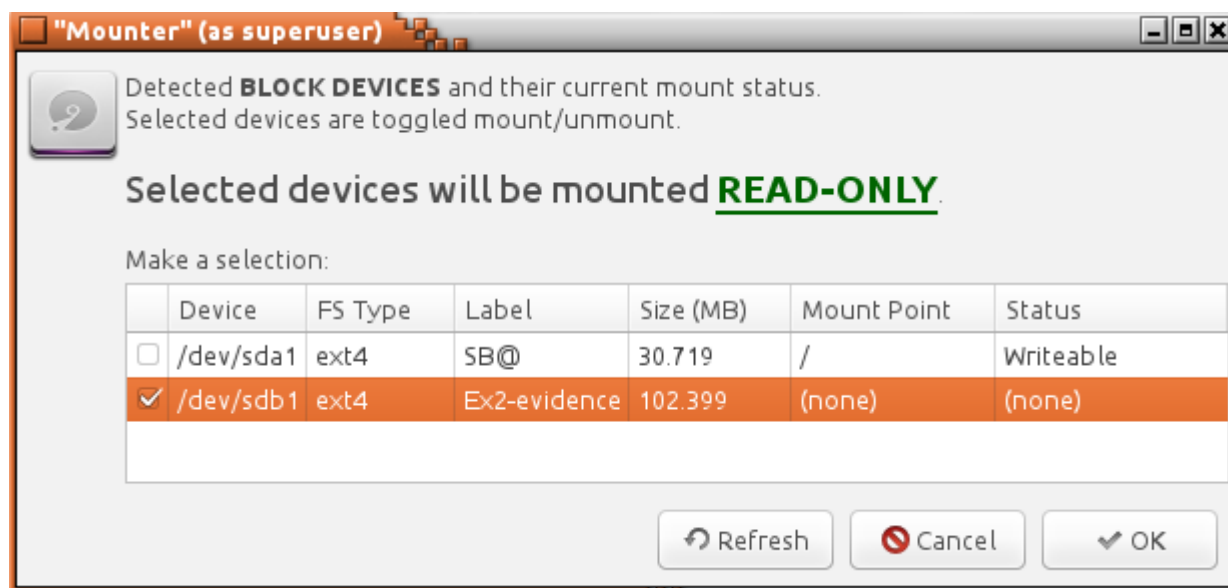 "Mounter" (as superuser)
Detected BLOCK DEVICES and their current mount status.
Selected devices are toggled mount/unmount.
Selected devices will be mounted READ-ONLY.
Make a selection:
Device FS Type Label Size (MB) Mount Point Status
/dev/sda1 ext4 SB@ 30.719 / Writeable
/dev/sdb1 ext4 Ex2-evidence 102.399 (none) (none)
Refresh Cancel OK